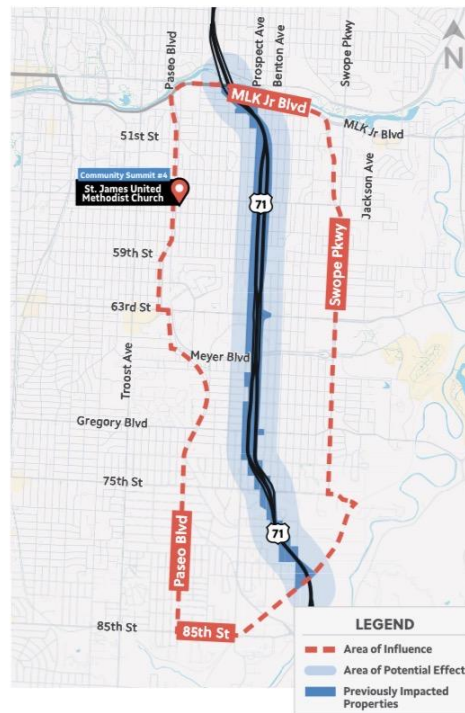 Paseo Blvd
Prospect Ave
Benton Ave
Swope Pkwy
N
MLK Jr Blvd
MLK Jr Blvd
51st St
Community Summit #4
St. James United
Methodist Church
Jackson Ave
71
59th St
Swope Pkwy
63rd St
Meyer Blvd
Troost Ave
Gregory Blvd
75th St
71
Paseo Blvd
85th St
85th St
LEGEND
Area of Influence
Area of Potential Effect
Previously Impacted
Properties